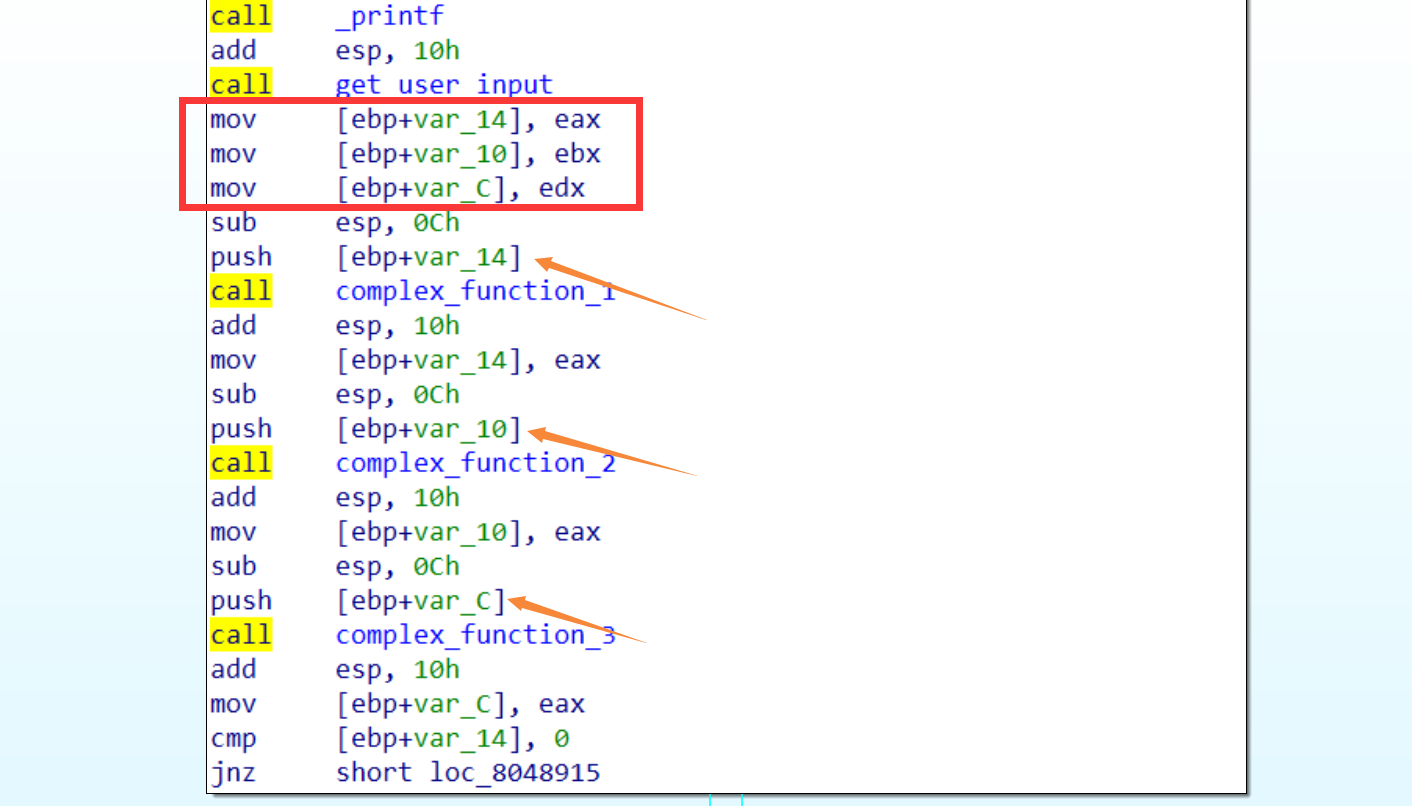 call _printf
add esp, 10h
call get_user_input
mov [ebp+var_14], eax
mov [ebp+var_10], ebx
mov [ebp+var_C], edx
sub esp, 0Ch
push [ebp+var_14]
call complex_function_1
add esp, 10h
mov [ebp+var_14], eax
sub esp, 0Ch
push [ebp+var_10]
call complex_function_2
add esp, 10h
mov [ebp+var_10], eax
sub esp, 0Ch
push [ebp+var_C]
call complex_function_3
add esp, 10h
mov [ebp+var_C], eax
cmp [ebp+var_14], 0
jnz short loc_8048915